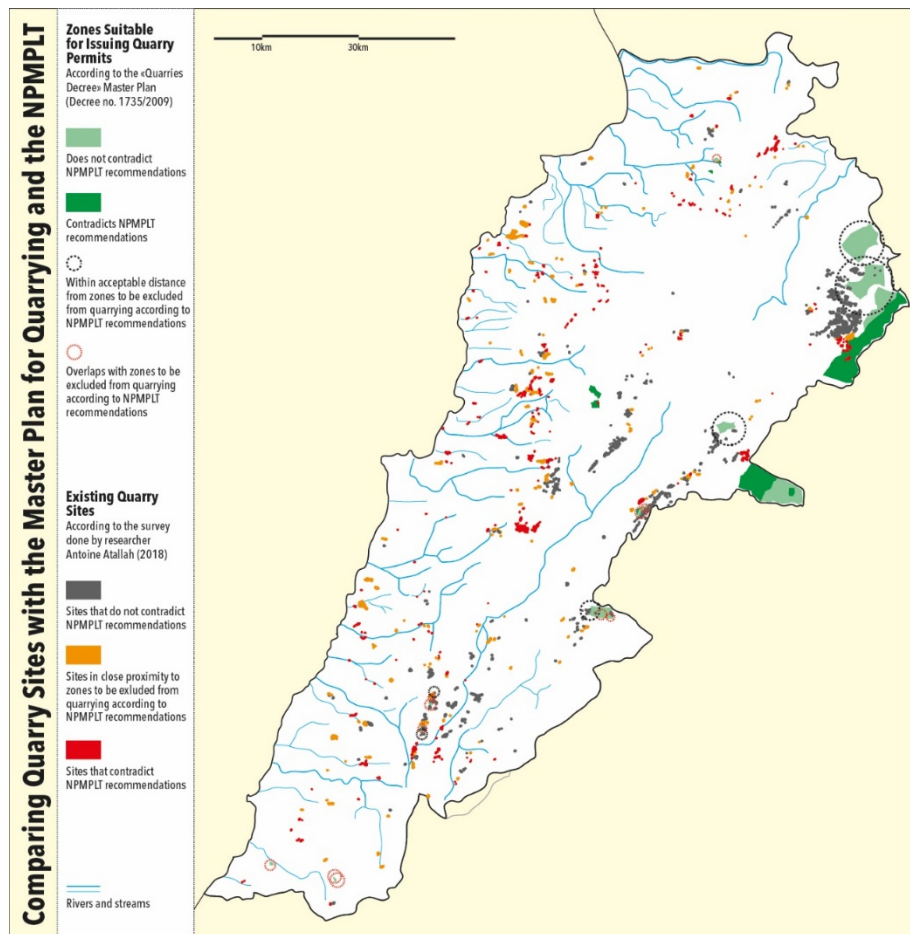 Comparing Quarry Sites with the Master Plan for Quarrying and the NPMPLT
Zones Suitable
for Issuing Quarry
Permits
According to the «Quarries
Decree» Master Plan
(Decree no. 1735/2009)
Does not contradict
NPMPLT recommendations
Contradicts NPMPLT
recommendations
Within acceptable distance
from zones to be excluded
from quarrying according to
NPMPLT recommendations
Overlaps with zones to be
excluded from quarrying
according to NPMPLT
recommendations
Existing Quarry
Sites
According to the survey
done by researcher
Antoine Atallah (2018)
Sites that do not contradict
NPMPLT recommendations
Sites in close proximity to
zones to be exluded from
quarrying according to
NPMPLT recommendations
Sites that contradict
NPMPLT recommendations
Rivers and streams
10km
30km